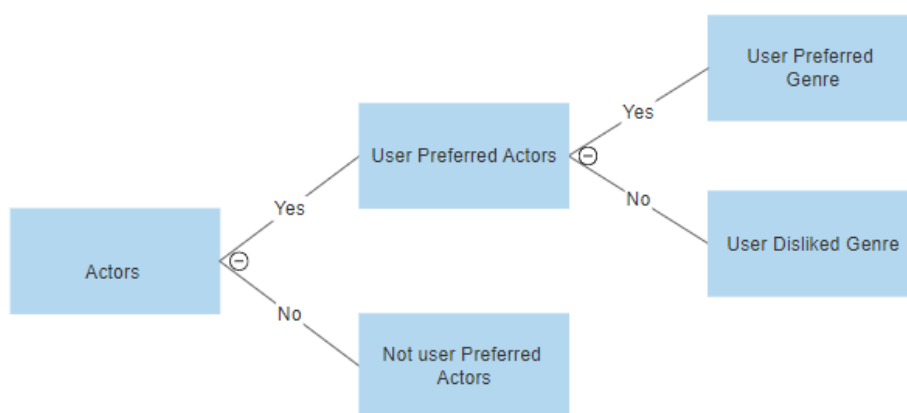 Actors
Yes
No
User Preferred Actors
Not user Preferred
Actors
Yes
No
User Preferred
Genre
User Disliked Genre